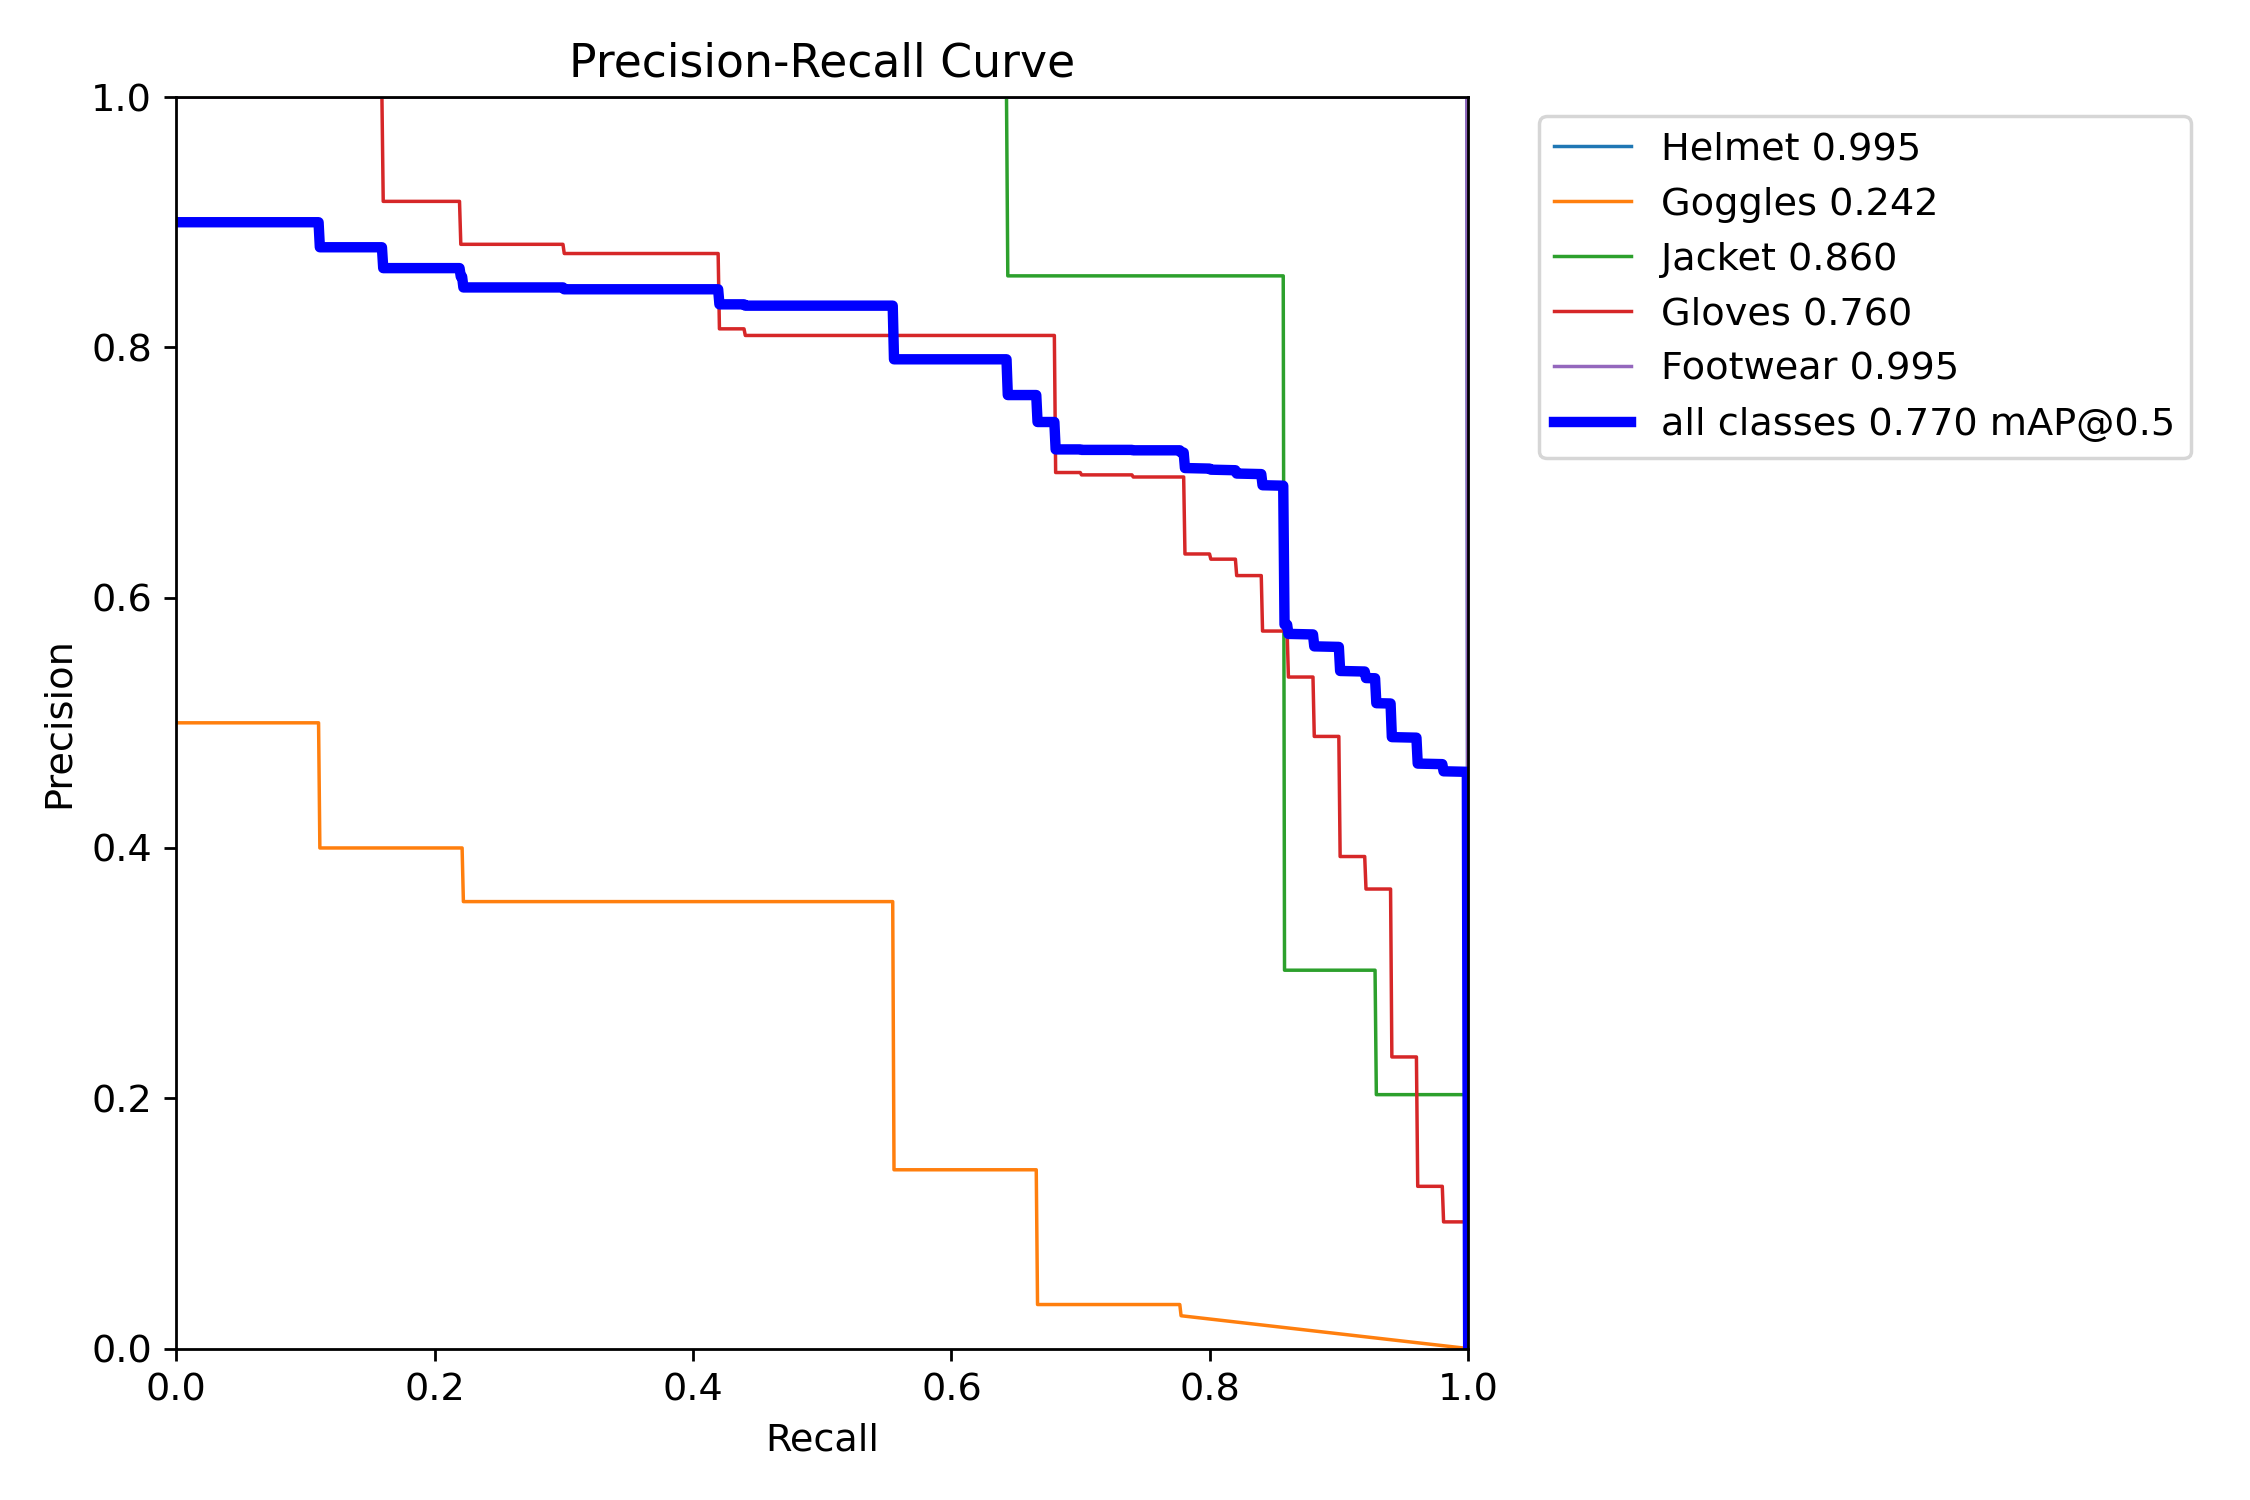 Precision-Recall Curve
1.0
0.8
0.6
0.4
0.2
0.0
Precision
0.0 0.2 0.4 0.6 0.8 1.0
Recall
Helmet 0.995
Goggles 0.242
Jacket 0.860
Gloves 0.760
Footwear 0.995
all classes 0.770 mAP@0.5